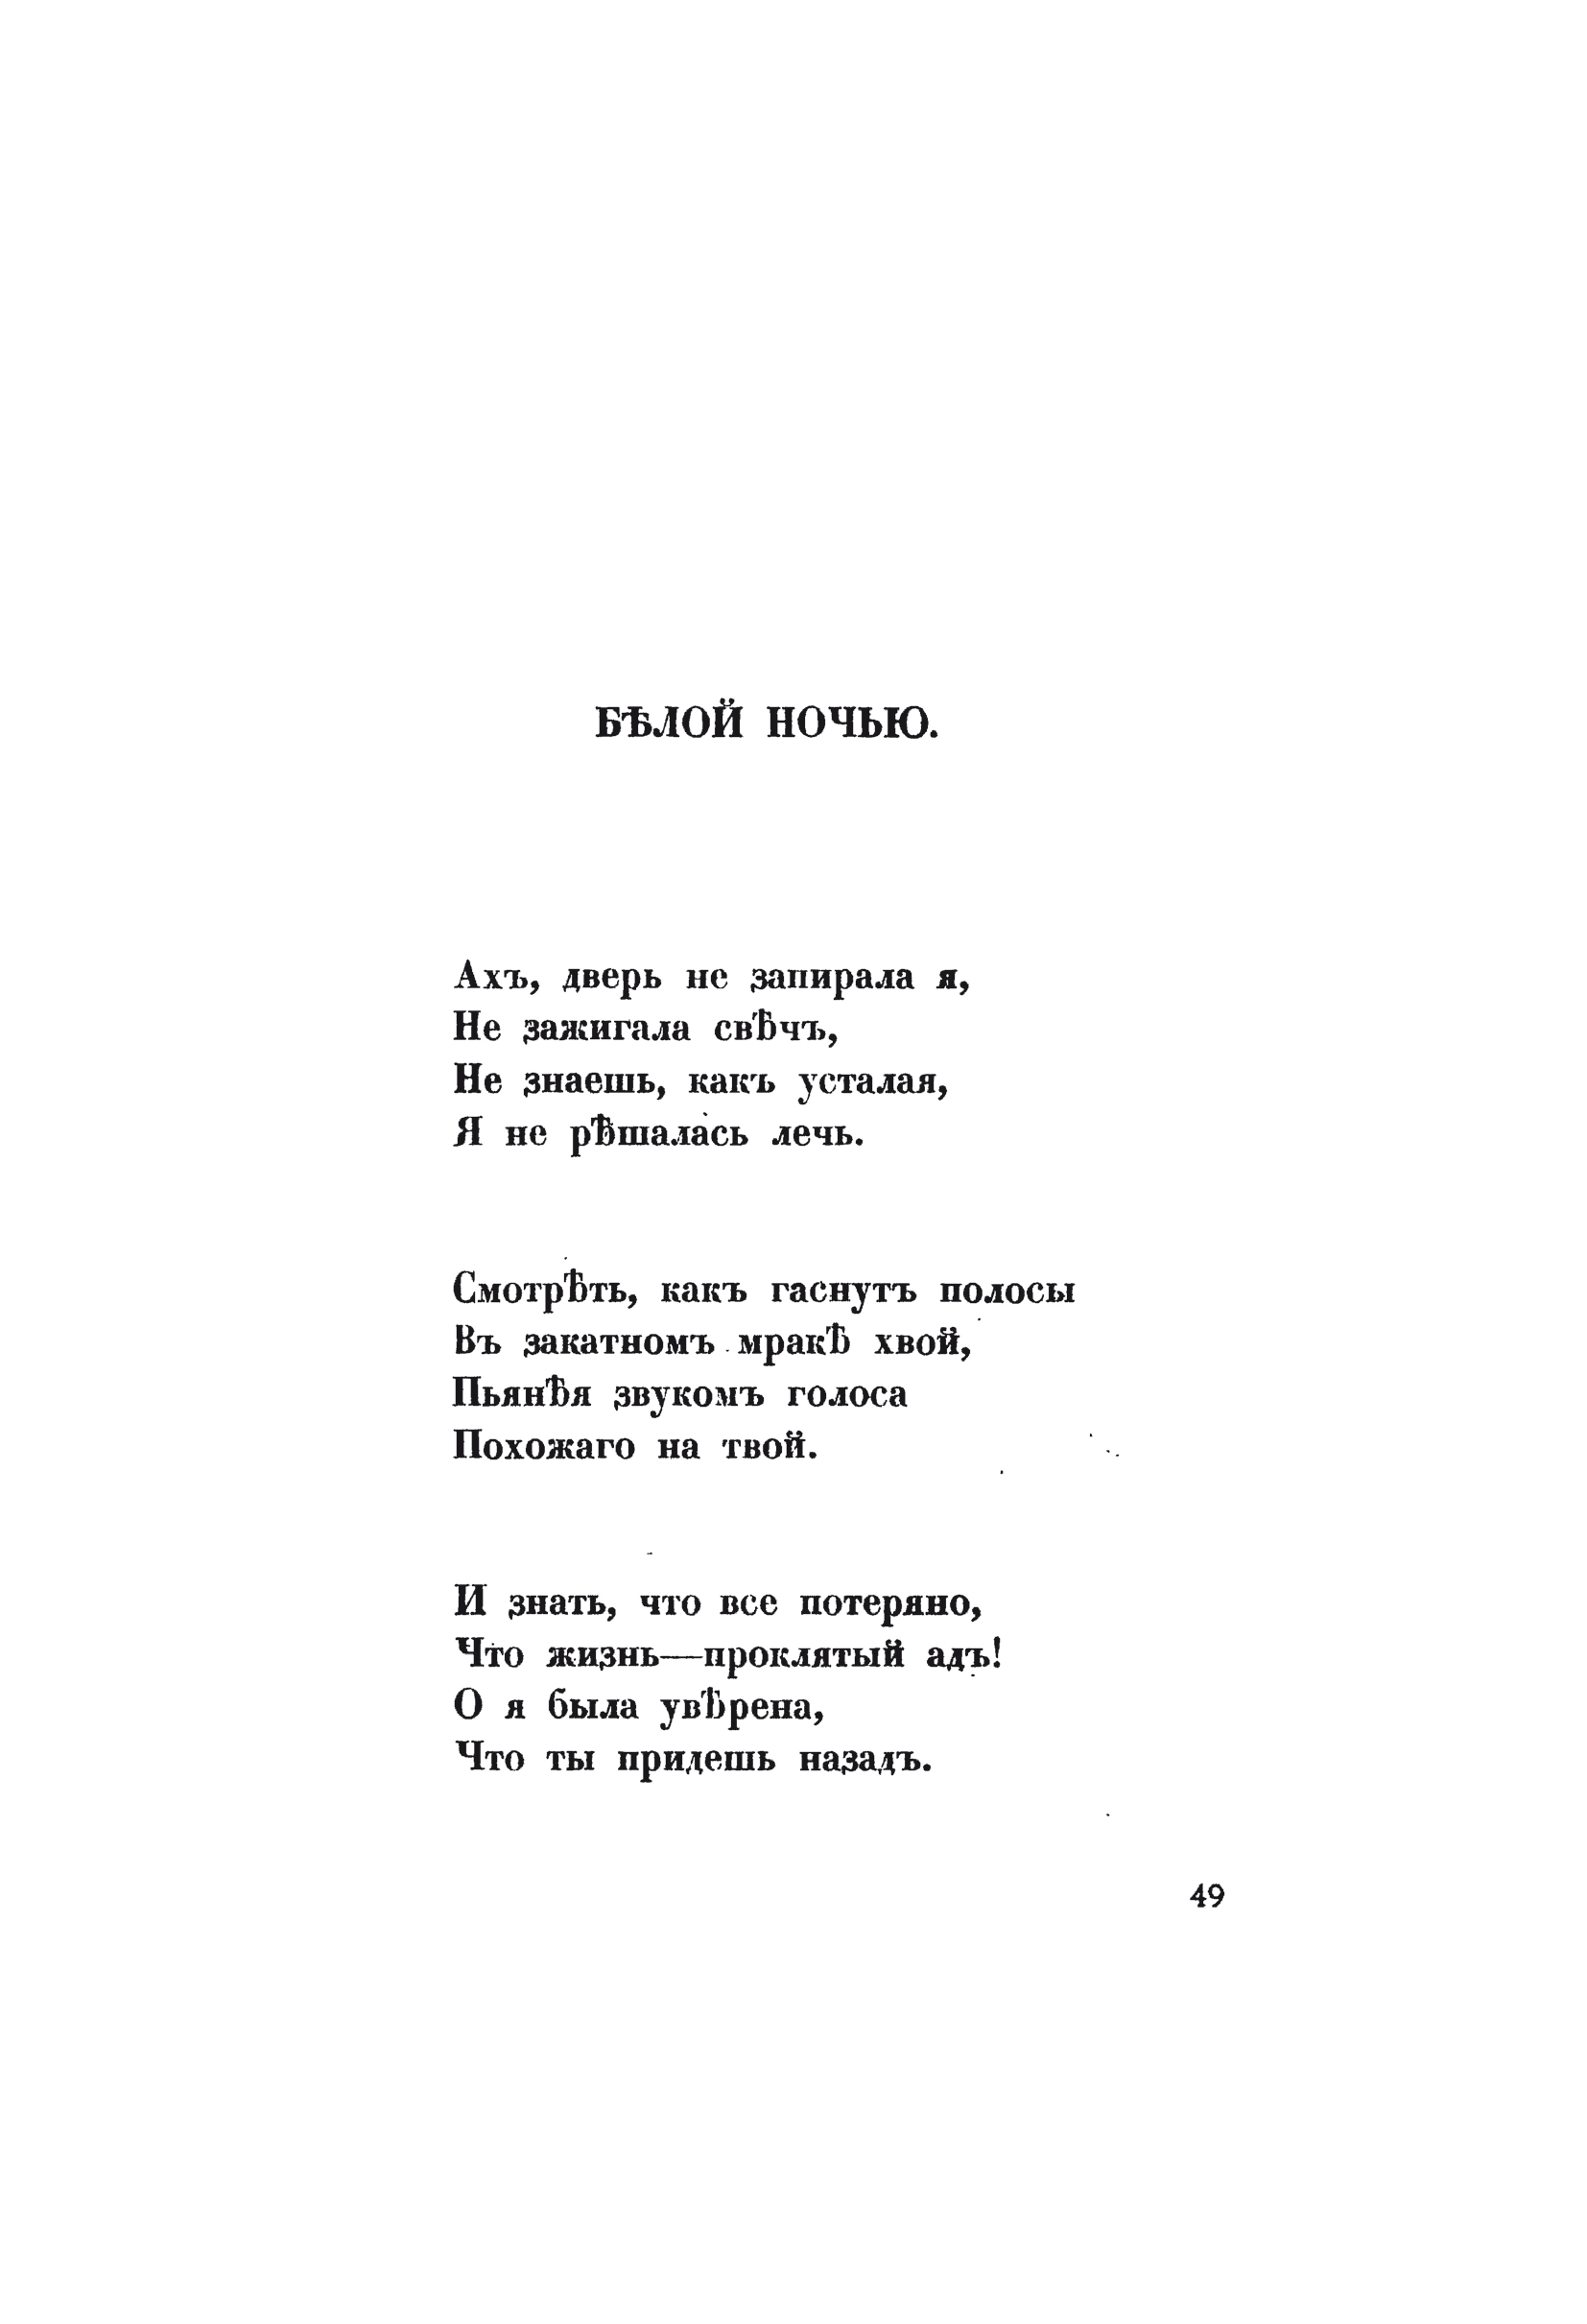 БѢЛОЙ НОЧЬЮ.
Ахъ, дверь не запирала я,
Не зажигала свѣчъ,
Не знаешь, какъ усталая,
Я не рѣшалась лечь.
Смотрѣть, какъ гаснутъ полосы
Въ закатномъ мракѣ хвой,
Пьянѣя звукомъ голоса
Похожаго на твой.
И знать, что все потеряно,
Что жизнь—проклятый адъ!
О я была увѣрена,
Что ты придешь назадъ.
49